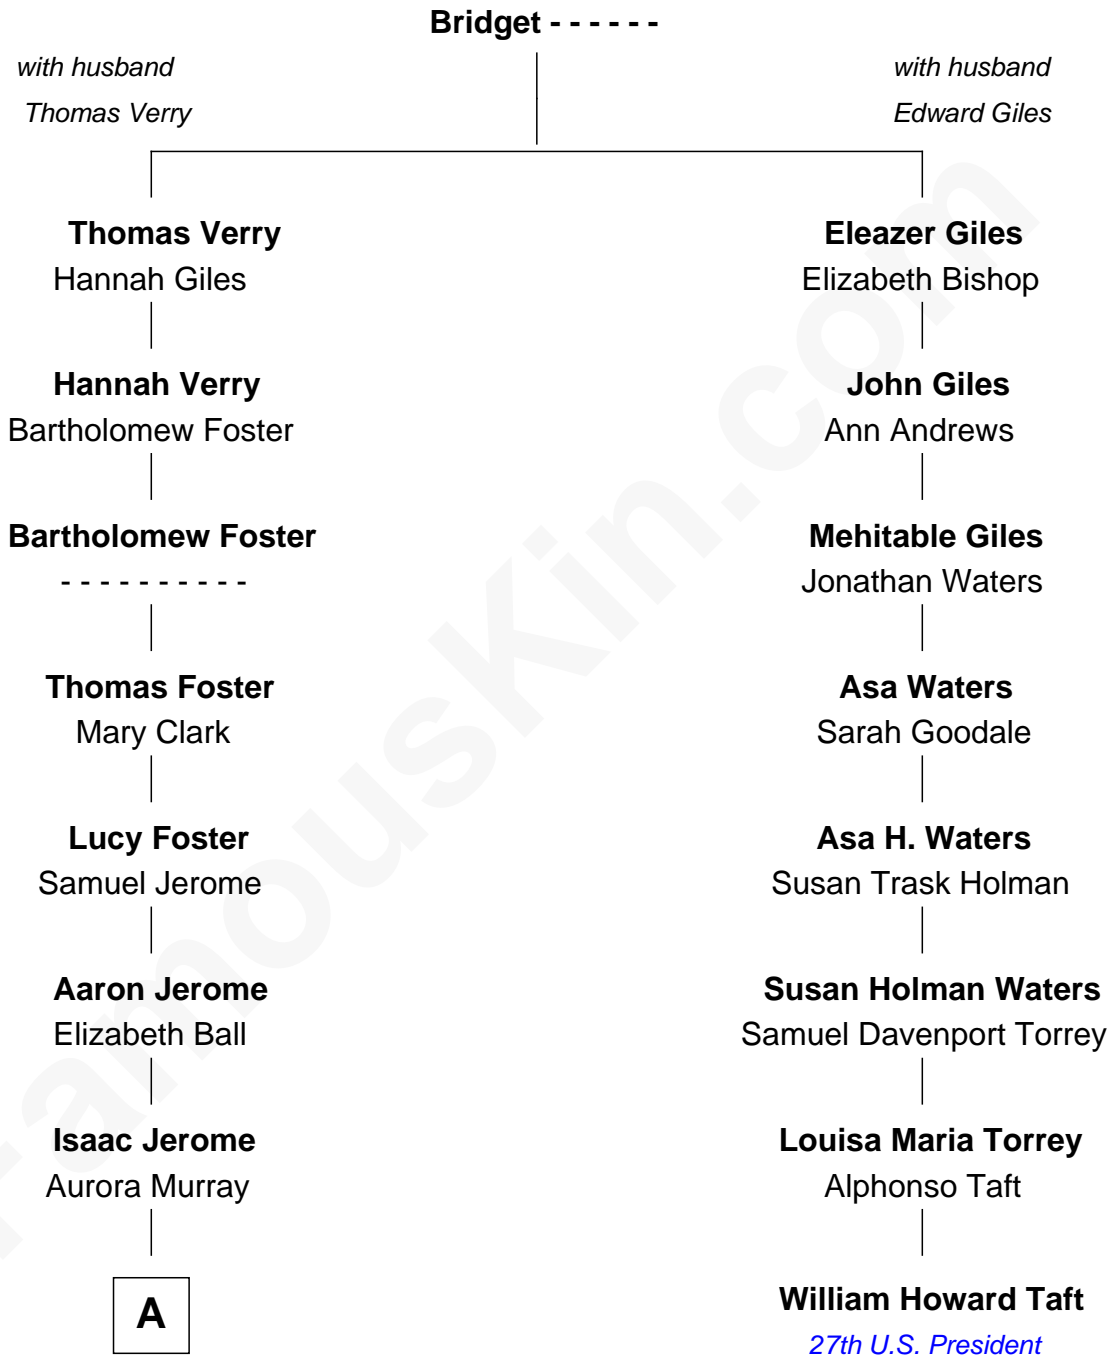 Bridget - - - - - -
with husband
Thomas Verry
with husband
Edward Giles
Thomas Verry
Hannah Giles
Hannah Verry
Bartholomew Foster
Bartholomew Foster
- - - - - - - - - -
Thomas Foster
Mary Clark
Lucy Foster
Samuel Jerome
Aaron Jerome
Elizabeth Ball
Isaac Jerome
Aurora Murray
A
Eleazer Giles
Elizabeth Bishop
John Giles
Ann Andrews
Mehitable Giles
Jonathan Waters
Asa Waters
Sarah Goodale
Asa H. Waters
Susan Trask Holman
Susan Holman Waters
Samuel Davenport Torrey
Louisa Maria Torrey
Alphonso Taft
William Howard Taft
27th U.S. President
FamousKin.com